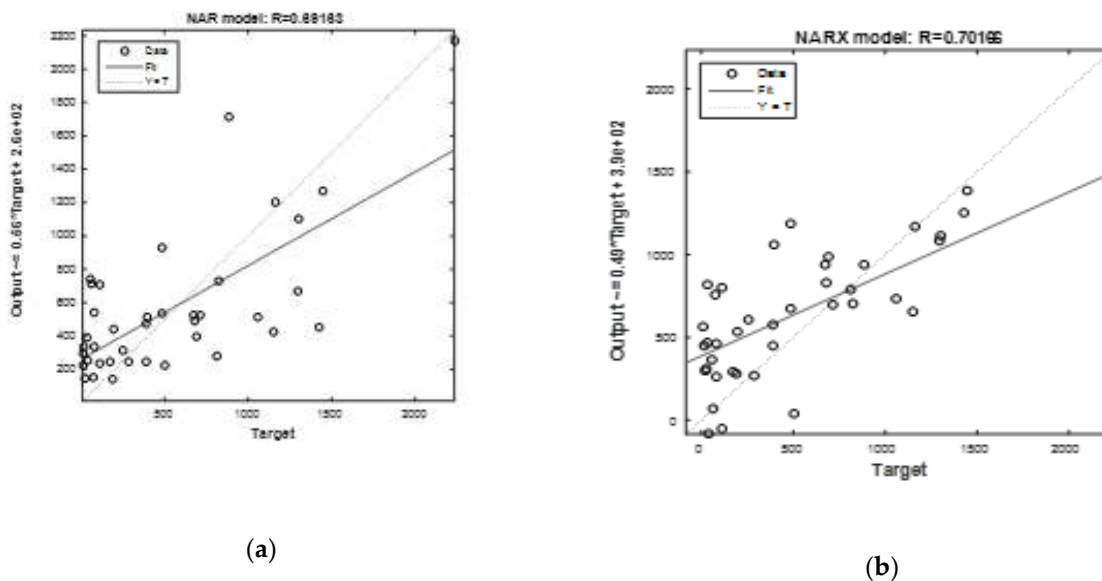 NAR model: R=0.69163
Data
Fit
Y = T
2200
2000
1800
1600
1400
1200
1000
800
600
400
200
500
1000
1500
2000
Target
Output ~= 0.56*Target + 2.6e+02
(a)
NARX model: R=0.70166
Data
Fit
Y = T
2000
1500
1000
500
0
0
500
1000
1500
2000
Target
Output ~= 0.49*Target + 3.9e+02
(b)